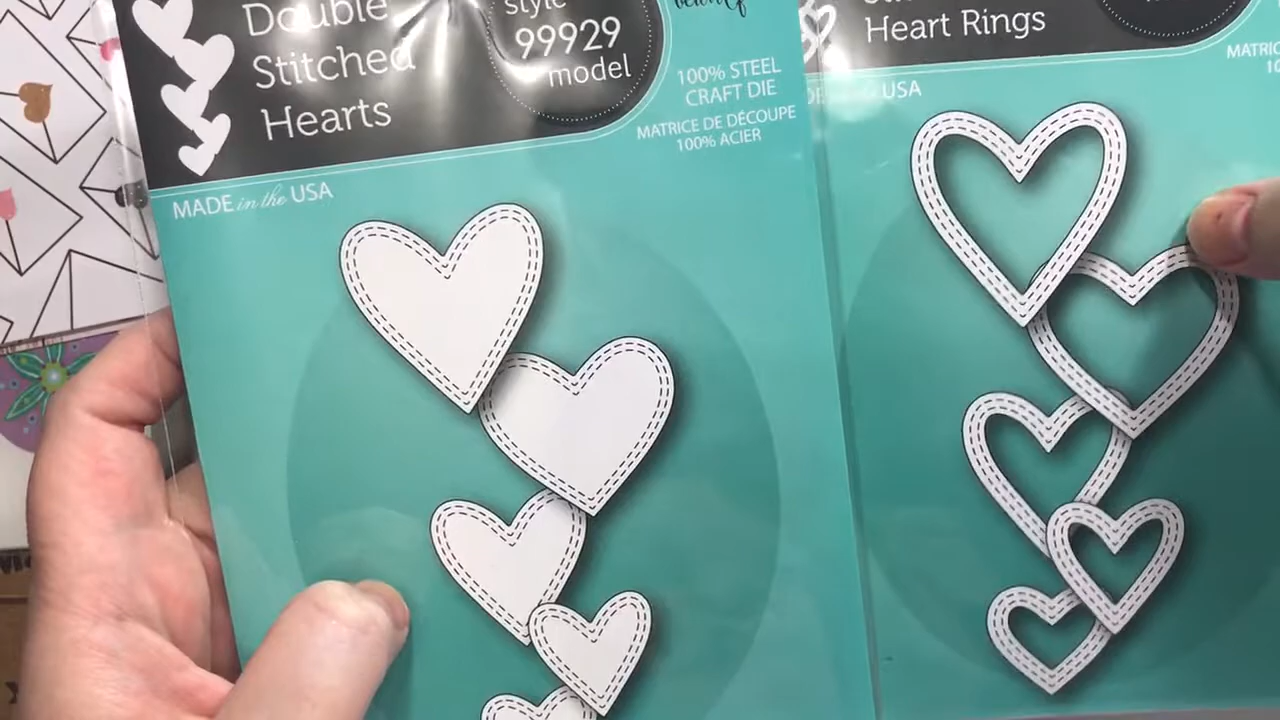 Double
Stitched
Hearts
style
99929
model
100% STEEL
CRAFT DIE
MATRICE DE DÉCOUPE
100% ACIER
MADE in the USA
Heart Rings
USA
MATRIC